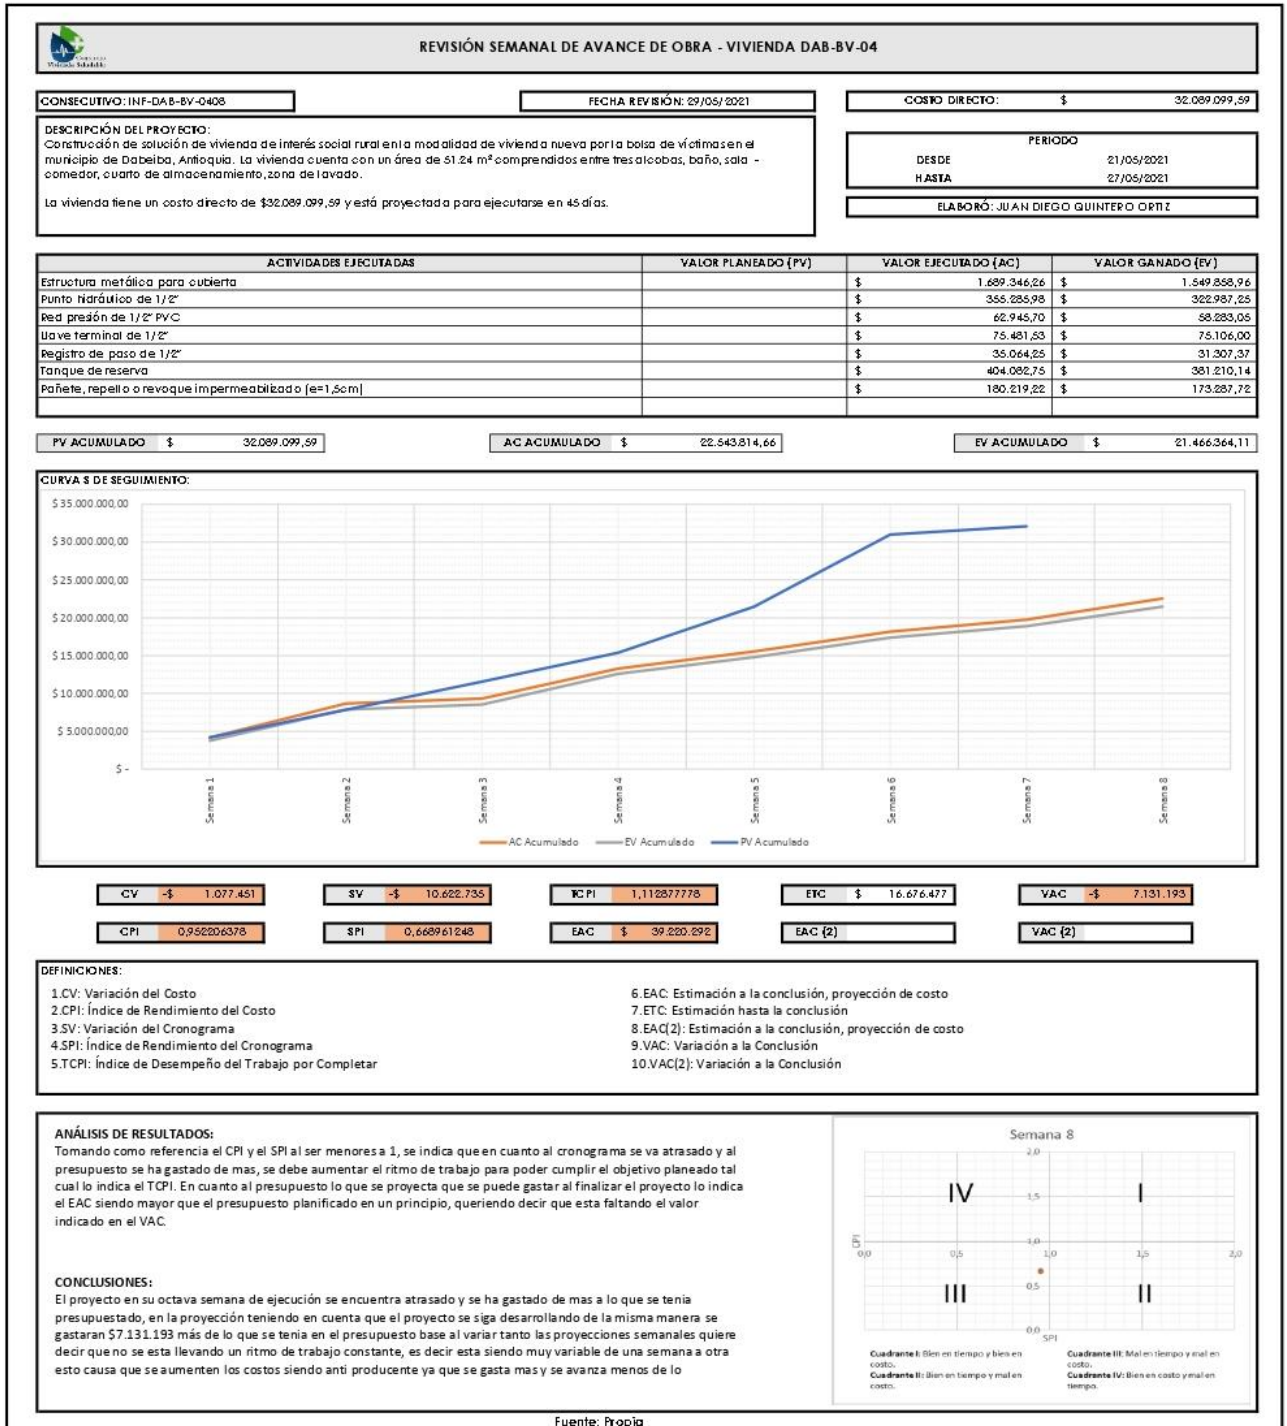 REVISIÓN SEMANAL DE AVANCE DE OBRA - VIVIENDA DAB-BV-04
Vivienda Saludable
CONSECUTIVO: INF-DAB-BV-0408
FECHA REVISIÓN: 29/05/2021
COSTO DIRECTO: $ 32.089.099,59
DESCRIPCIÓN DEL PROYECTO:
Construcción de solución de vivienda de interés social rural en la modalidad de vivienda nueva por la bolsa de víctimas en el
municipio de Dabeiba, Antioquia. La vivienda cuenta con un área de 51.24 m² comprendidos entre tres alcobas, baño, sala -
comedor, cuarto de almacenamiento, zona de lavado.
La vivienda tiene un costo directo de $32.089.099,59 y está proyectada para ejecutarse en 45 días.
PERIODO
DESDE 21/05/2021
HASTA 27/05/2021
ELABORÓ: JUAN DIEGO QUINTERO ORTIZ
ACTIVIDADES EJECUTADAS VALOR PLANEADO (PV) VALOR EJECUTADO (AC) VALOR GANADO (EV)
Estructura metálica para cubierta $ 1.689.346,26 $ 1.549.858,96
Punto hidráulico de 1/2" $ 355.285,98 $ 322.987,25
Red presión de 1/2" PVC $ 62.945,70 $ 58.283,05
Llave terminal de 1/2" $ 75.481,53 $ 75.106,00
Registro de paso de 1/2" $ 35.064,25 $ 31.307,37
Tanque de reserva $ 404.082,75 $ 381.210,14
Pañete, repello o revoque impermeabilizado (e=1,5cm) $ 180.219,22 $ 173.287,72
PV ACUMULADO $ 32.089.099,59
AC ACUMULADO $ 22.543.814,66
EV ACUMULADO $ 21.466.364,11
CURVA S DE SEGUIMIENTO:
$ 35.000.000,00
$ 30.000.000,00
$ 25.000.000,00
$ 20.000.000,00
$ 15.000.000,00
$ 10.000.000,00
$ 5.000.000,00
$ -
Semana 1
Semana 2
Semana 3
Semana 4
Semana 5
Semana 6
Semana 7
Semana 8
AC Acumulado EV Acumulado PV Acumulado
CV -$ 1.077.451
SV -$ 10.622.735
TCPI 1,112877778
ETC $ 16.676.477
VAC -$ 7.131.193
CPI 0,952206378
SPI 0,668961248
EAC $ 39.220.292
EAC (2)
VAC (2)
DEFINICIONES:
1.CV: Variación del Costo
2.CPI: Índice de Rendimiento del Costo
3.SV: Variación del Cronograma
4.SPI: Índice de Rendimiento del Cronograma
5.TCPI: Índice de Desempeño del Trabajo por Completar
6.EAC: Estimación a la conclusión, proyección de costo
7.ETC: Estimación hasta la conclusión
8.EAC(2): Estimación a la conclusión, proyección de costo
9.VAC: Variación a la Conclusión
10.VAC(2): Variación a la Conclusión
ANÁLISIS DE RESULTADOS:
Tomando como referencia el CPI y el SPI al ser menores a 1, se indica que en cuanto al cronograma se va atrasado y al
presupuesto se ha gastado de mas, se debe aumentar el ritmo de trabajo para poder cumplir el objetivo planeado tal
cual lo indica el TCPI. En cuanto al presupuesto lo que se proyecta que se puede gastar al finalizar el proyecto lo indica
el EAC siendo mayor que el presupuesto planificado en un principio, queriendo decir que esta faltando el valor
indicado en el VAC.
CONCLUSIONES:
El proyecto en su octava semana de ejecución se encuentra atrasado y se ha gastado de mas a lo que se tenia
presupuestado, en la proyección teniendo en cuenta que el proyecto se siga desarrollando de la misma manera se
gastaran $7.131.193 más de lo que se tenia en el presupuesto base al variar tanto las proyecciones semanales quiere
decir que no se esta llevando un ritmo de trabajo constante, es decir esta siendo muy variable de una semana a otra
esto causa que se aumenten los costos siendo anti producente ya que se gasta mas y se avanza menos de lo
Semana 8
2,0
IV 1,5 I
1,0
CPI
0,0 0,5 1,0 1,5 2,0
III 0,5 II
0,0
SPI
Cuadrante I: Bien en tiempo y bien en
costo.
Cuadrante II: Bien en tiempo y mal en
costo.
Cuadrante III: Mal en tiempo y mal en
costo.
Cuadrante IV: Bien en costo y mal en
tiempo.
Fuente: Propia